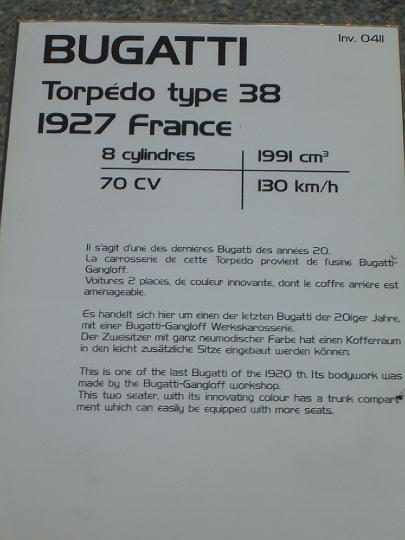 BUGATTI
Inv. 0411
Torpédo type 38
1927 France
8 cylindres 1991 cm³
70 CV 130 km/h
Il s'agit d'une des dernières Bugatti des années 20.
La carrosserie de cette Torpédo provient de l'usine Bugatti-
Gangloff.
Voitures 2 places, de couleur innovante, dont le coffre arrière est
aménageable.
Es handelt sich hier um einen der letzten Bugatti der 20iger Jahre,
mit einer Bugatti-Gangloff Werkskarosserie.
Der Zweisitzer mit ganz neumodischer Farbe hat einen Kofferraum
in den leicht zusätzliche Sitze eingebaut werden können.
This is one of the last Bugatti of the 1920 th. Its bodywork was
made by the Bugatti-Gangloff workshop.
This two seater, with its innovating colour has a trunk compart
ment which can easily be equipped with more seats.